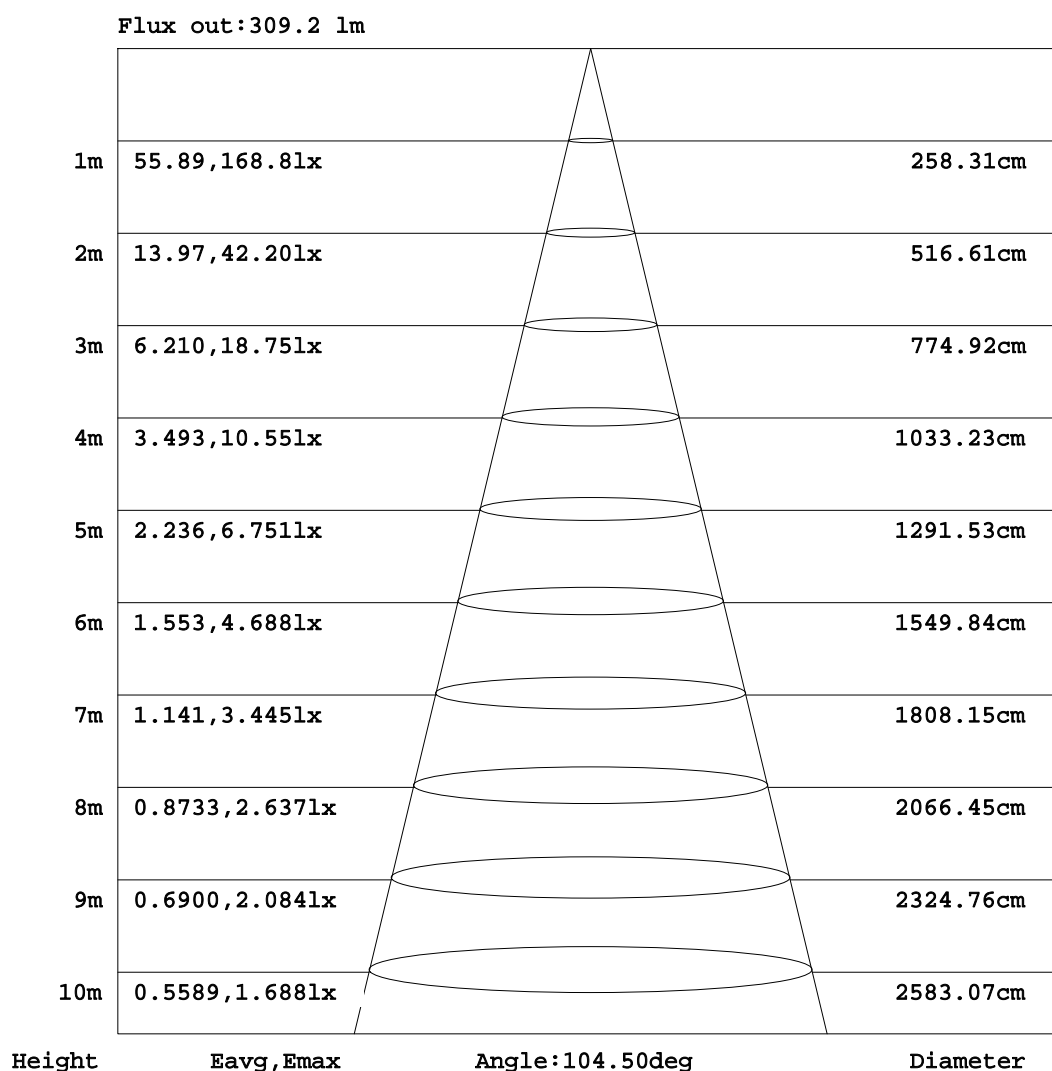 Flux out:309.2 lm
1m 55.89,168.8lx 258.31cm
2m 13.97,42.20lx 516.61cm
3m 6.210,18.75lx 774.92cm
4m 3.493,10.55lx 1033.23cm
5m 2.236,6.751lx 1291.53cm
6m 1.553,4.688lx 1549.84cm
7m 1.141,3.445lx 1808.15cm
8m 0.8733,2.637lx 2066.45cm
9m 0.6900,2.084lx 2324.76cm
10m 0.5589,1.688lx 2583.07cm
Height Eavg,Emax Angle:104.50deg Diameter